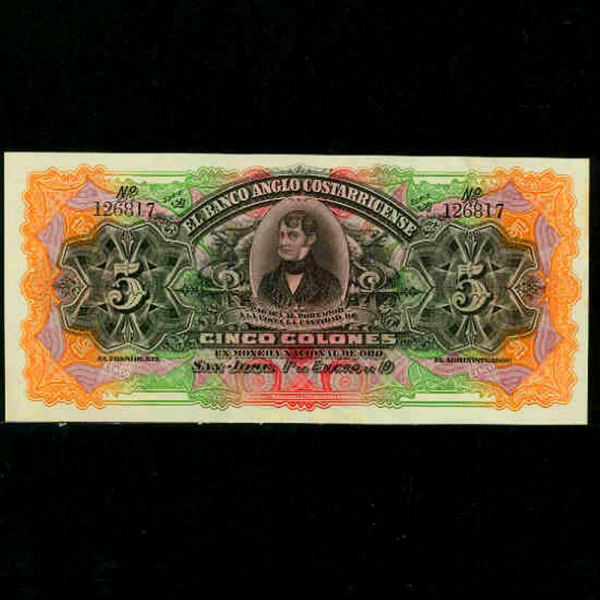 Nº
126817
Nº
126817
EL BANCO ANGLO COSTARRICENSE
5
5
PAGARÁ AL PORTADOR
A LA VISTA LA CANTIDAD DE
CINCO COLONES
EN MONEDA NACIONAL DE ORO
EL PRESIDENTE
EL ADMINISTRADOR
San José, 1º de Enero de 19